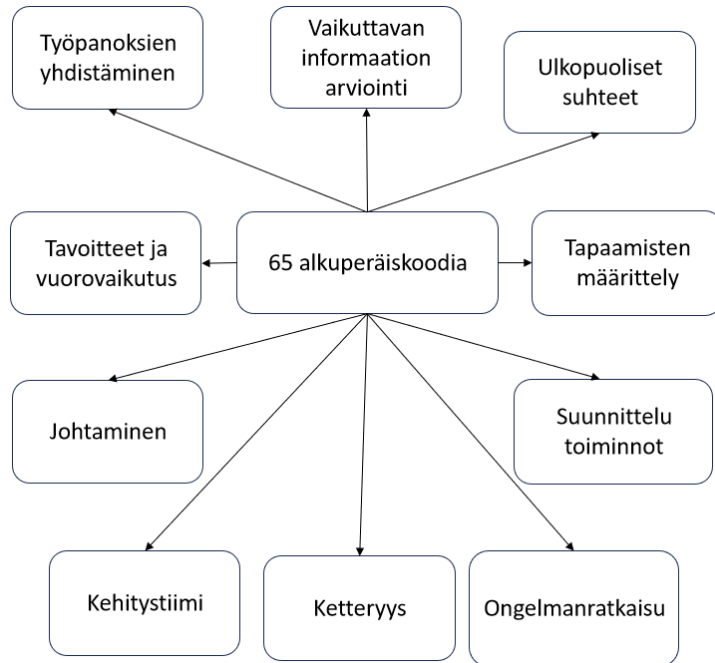 Työpanoksien
yhdistäminen
Vaikuttavan
informaation
arviointi
Ulkopuoliset
suhteet
Tavoitteet ja
vuorovaikutus
65 alkuperäiskoodia
Tapaamisten
määrittely
Johtaminen
Suunnittelu
toiminnot
Kehitystiimi
Ketteryys
Ongelmanratkaisu